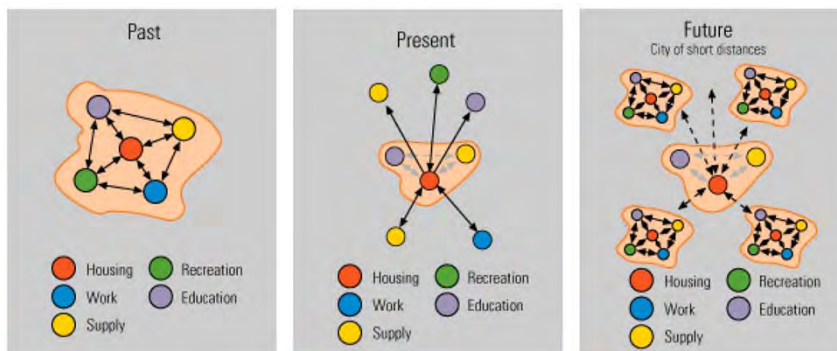 Past
Housing
Recreation
Work
Education
Supply
Present
Housing
Recreation
Work
Education
Supply
Future
City of short distances
Housing
Recreation
Work
Education
Supply